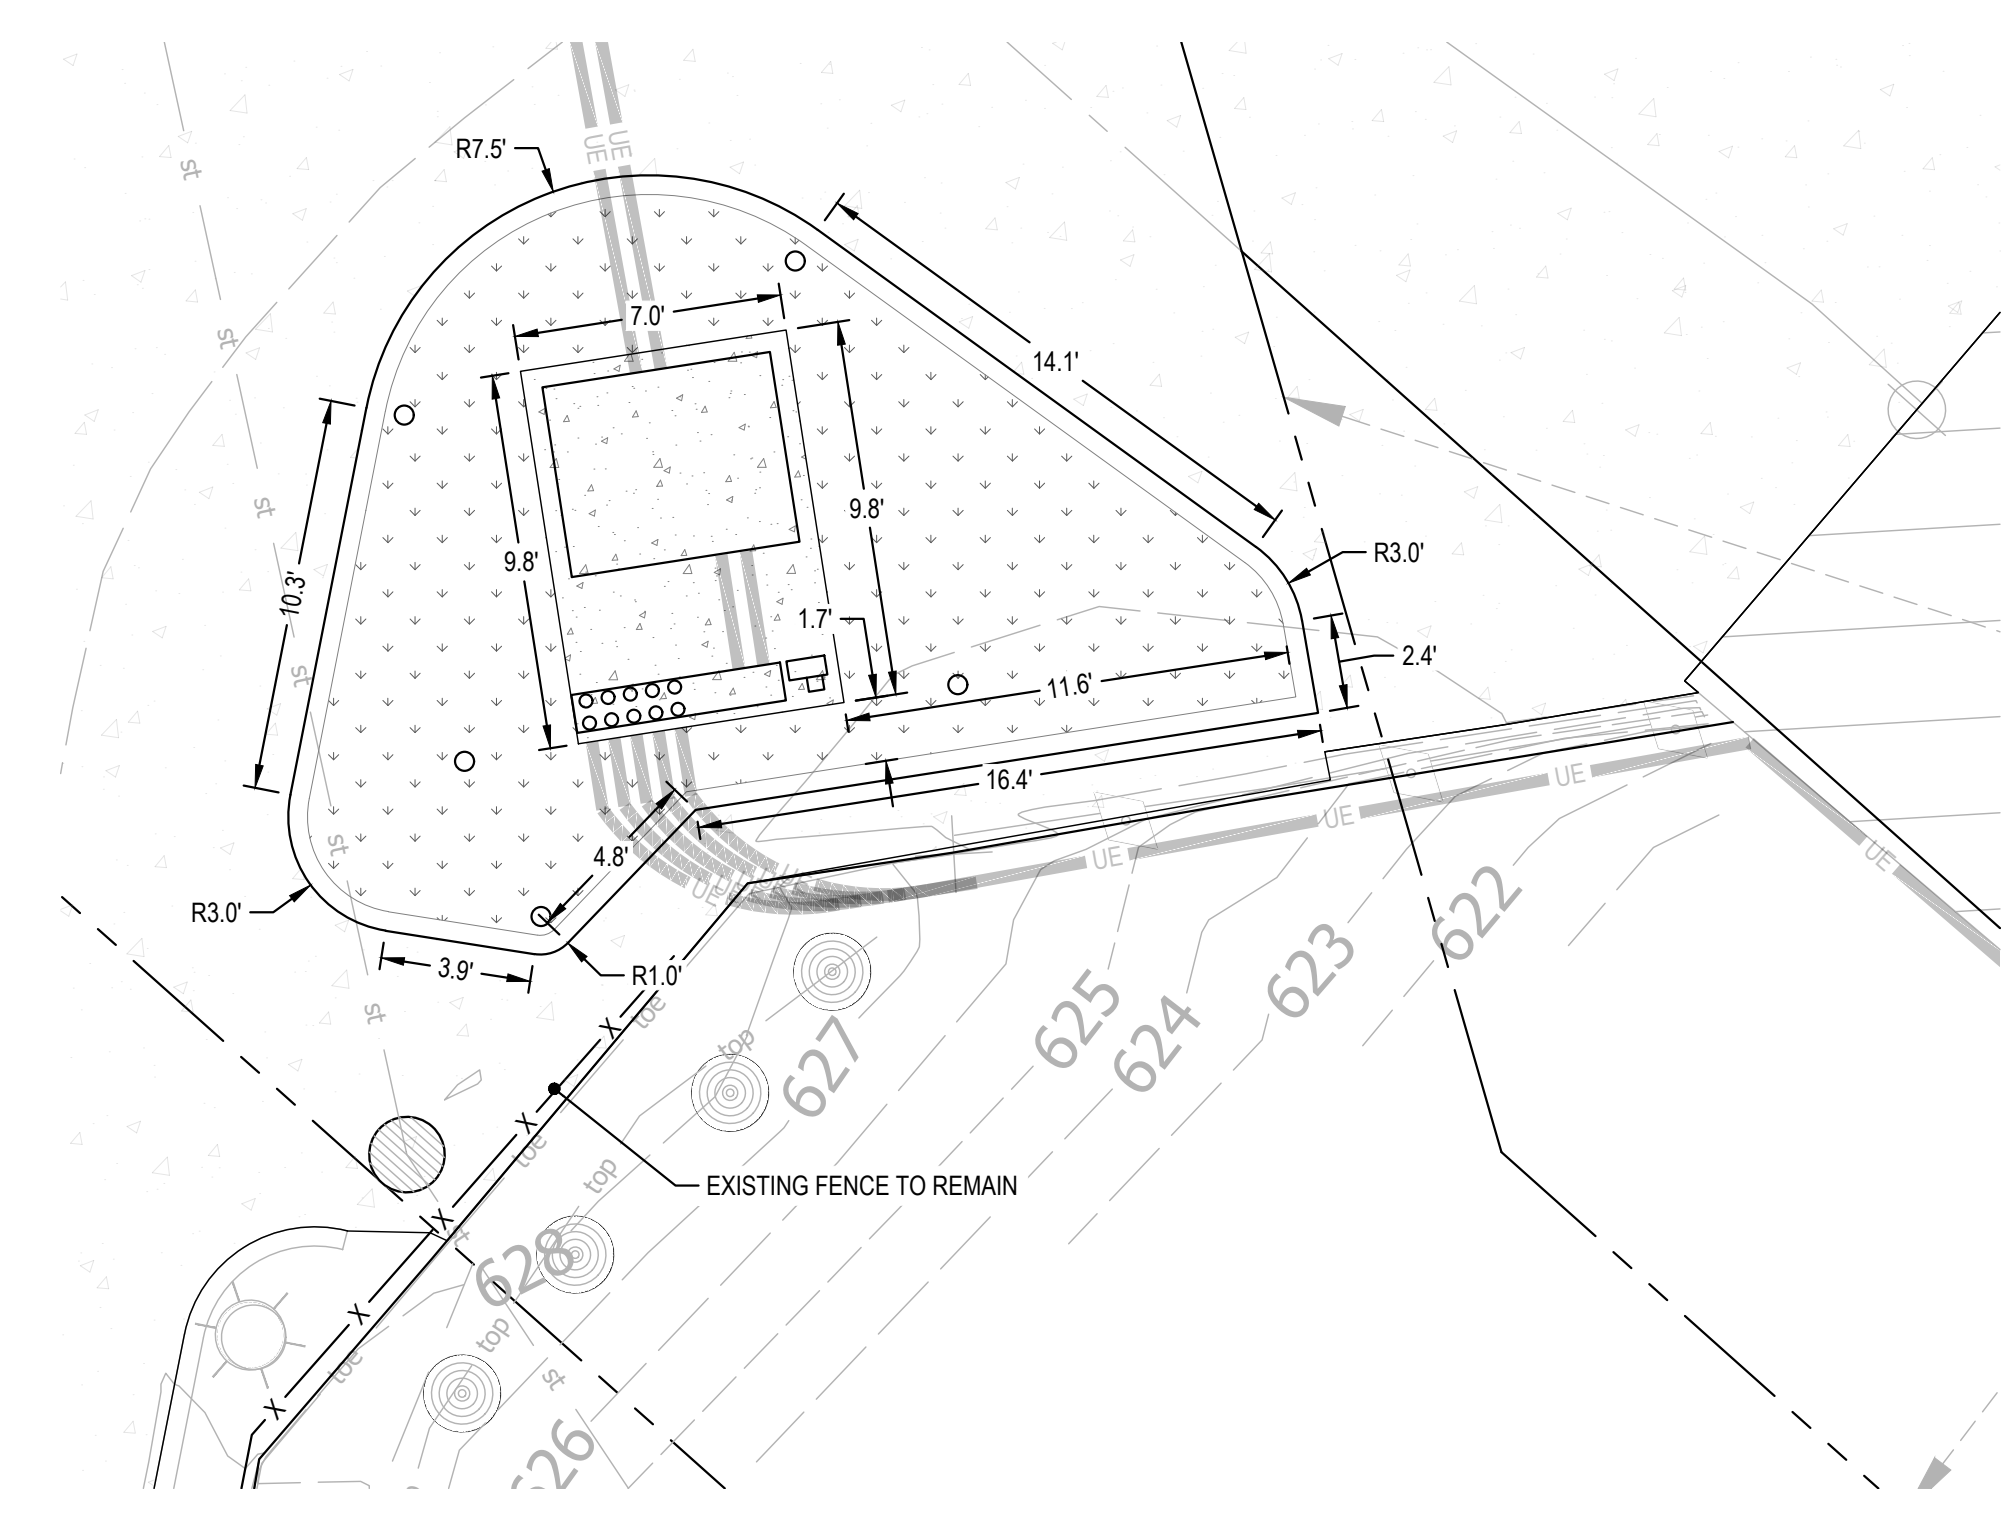 UE
UE
R7.5'
st
7.0'
st
14.1'
9.8'
st
9.8'
R3.0'
10.3'
1.7'
2.4'
st
11.6'
16.4'
UE
UE
st
4.8'
UE
UE
UE
R3.0'
622
3.9'
R1.0'
623
625
624
st
X
toe
top
627
X
toe
top
EXISTING FENCE TO REMAIN
X
st
628
X
top
toe
st
X
626